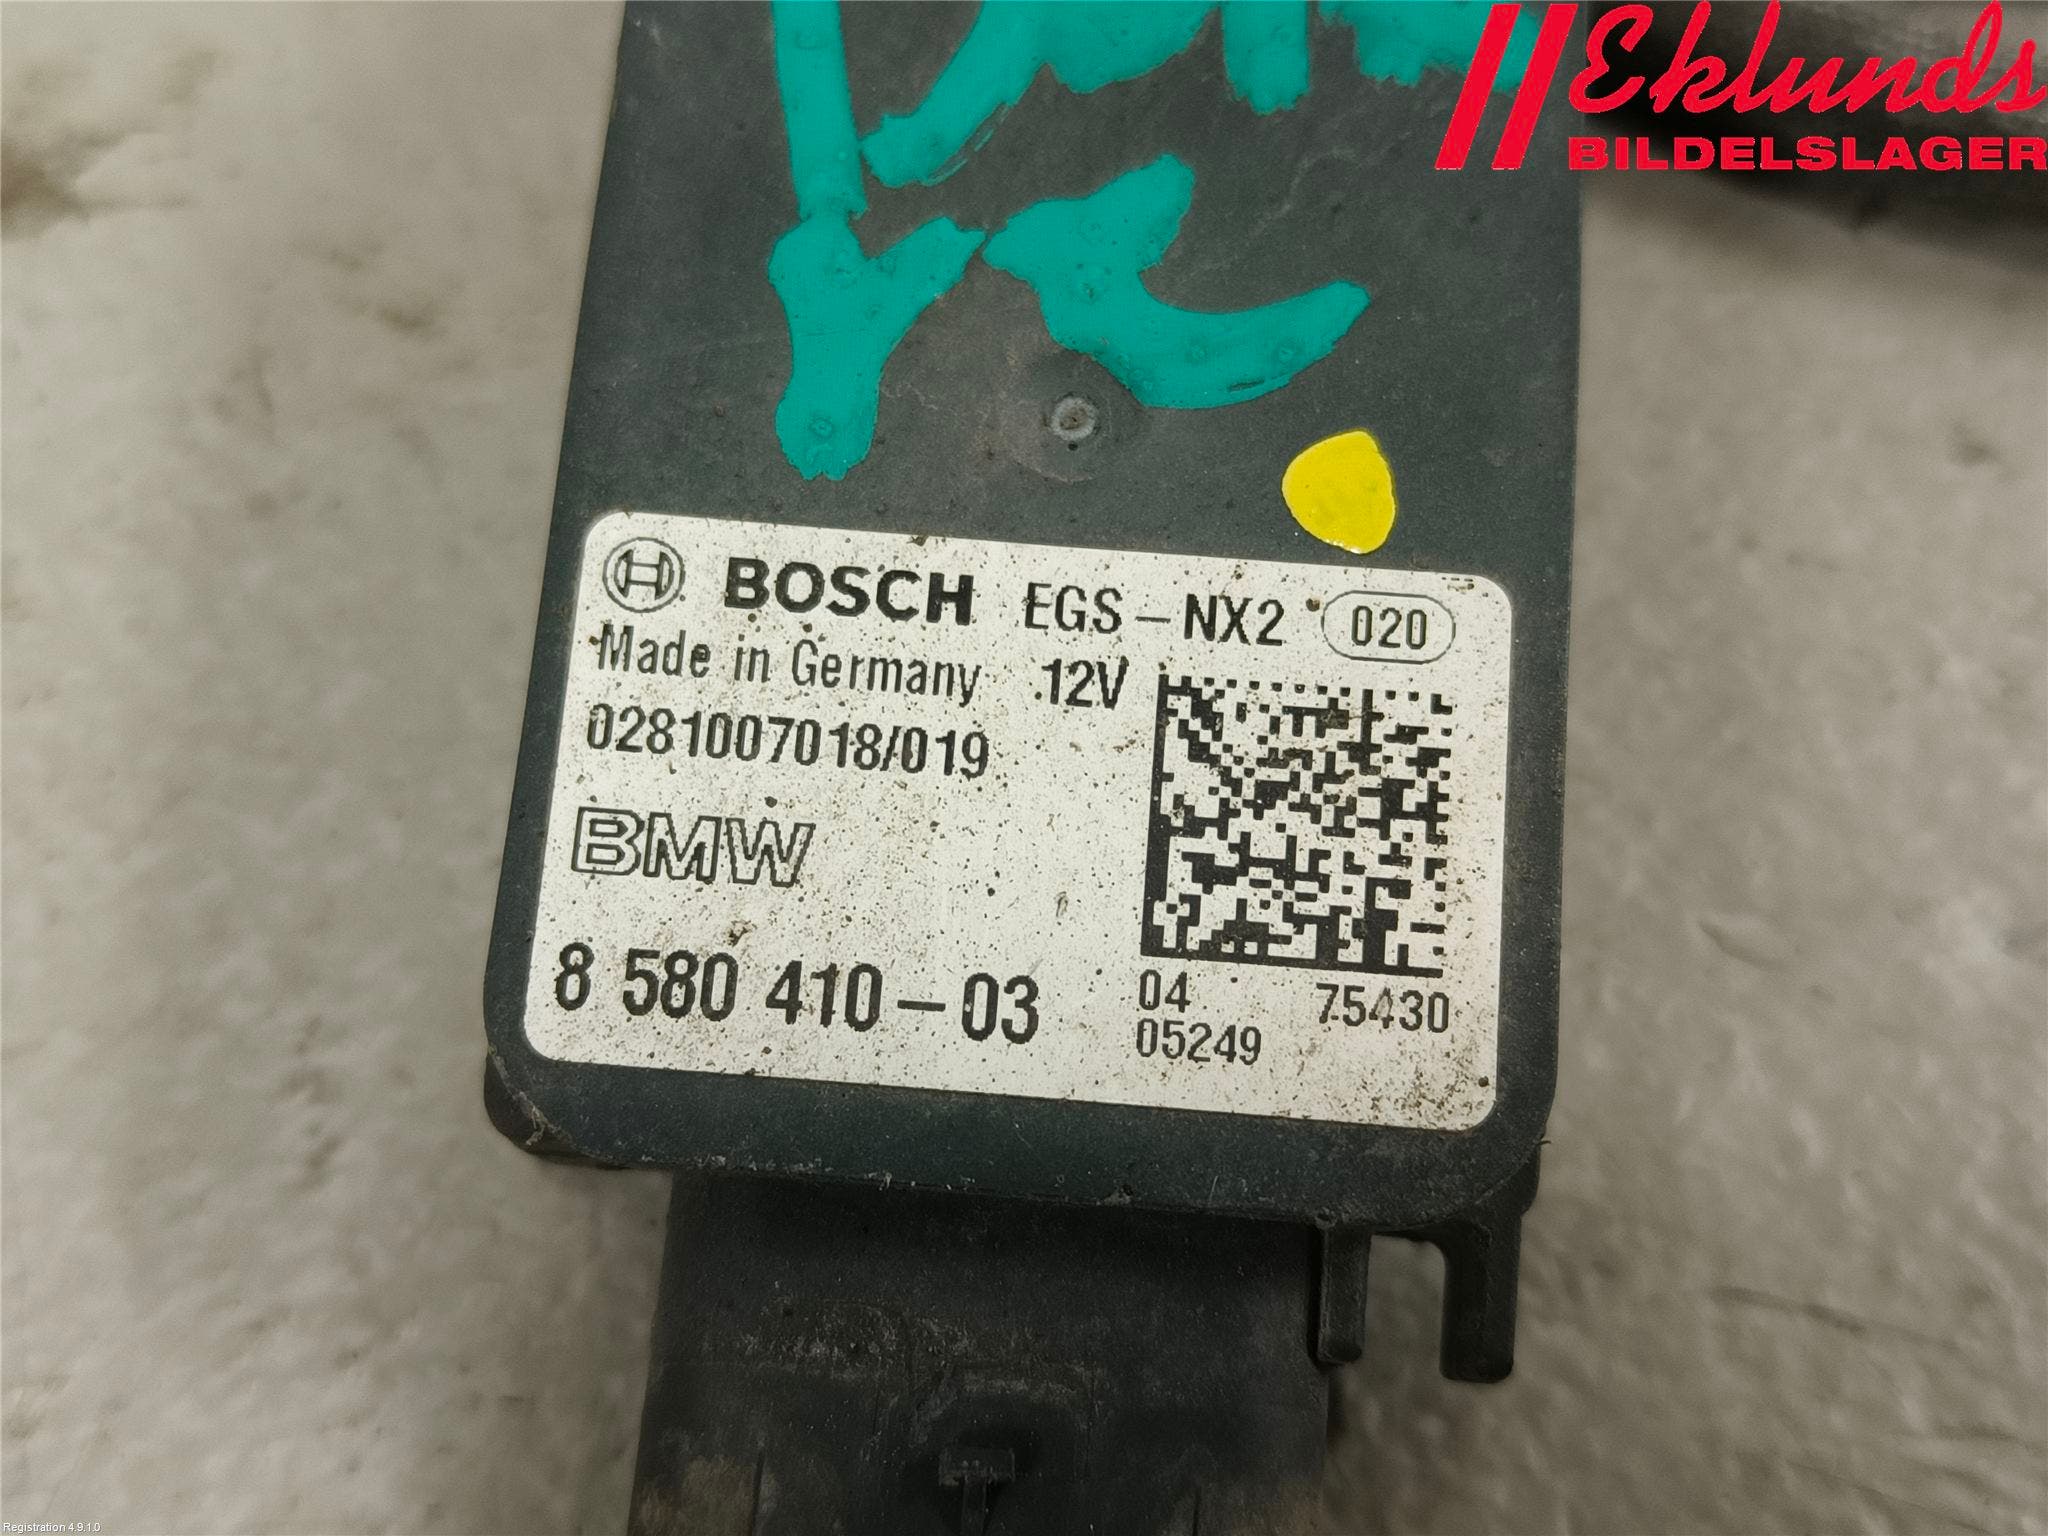 Eklunds
BILDELSLAGER
BOSCH EGS-NX2 020
Made in Germany 12V
0281007018/019
BMW
8 580 410-03
04 75430
05249
Registration 4.9.1.0